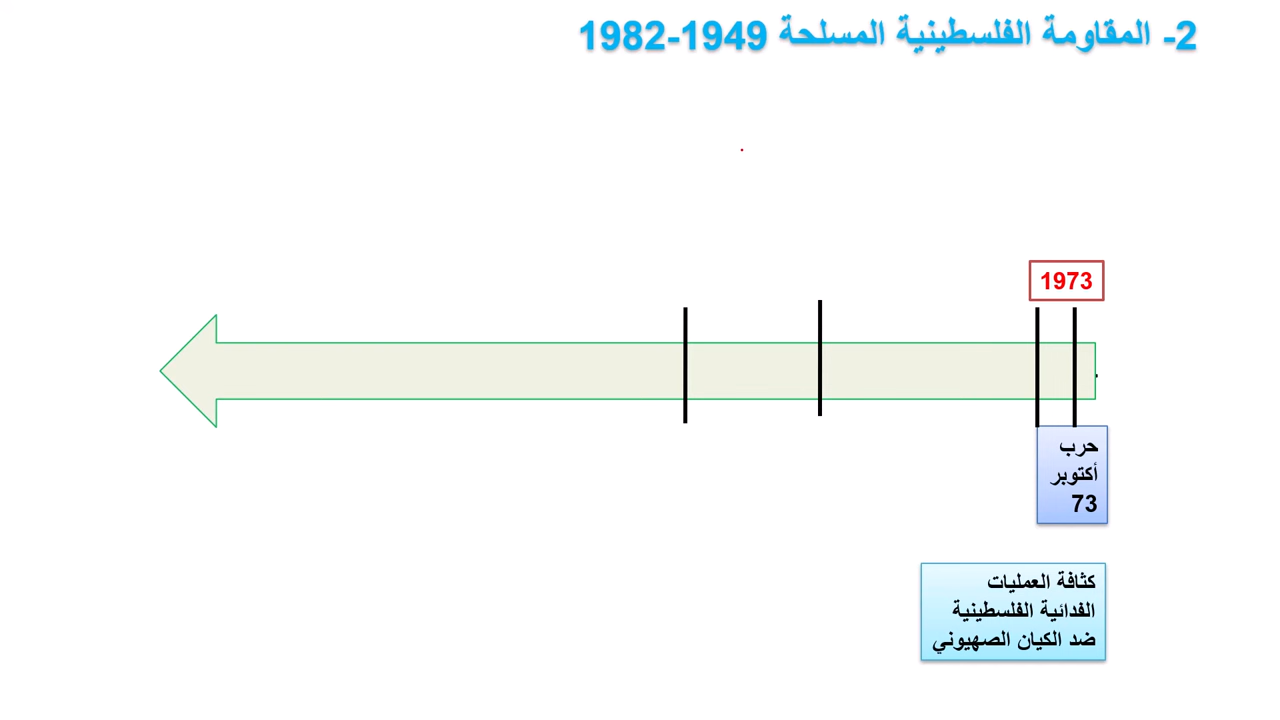 2- المقاومة الفلسطينية المسلحة 1949-1982
1973
حرب
أكتوبر
73
كثافة العمليات
الفدائية الفلسطينية
ضد الكيان الصهيوني